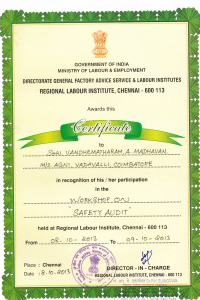 GOVERNMENT OF INDIA
MINISTRY OF LABOUR & EMPLOYMENT
DIRECTORATE GENERAL FACTORY ADVICE SERVICE & LABOUR INSTITUTES
REGIONAL LABOUR INSTITUTE, CHENNAI - 600 113
Awards this
Certificate
to
Shri. VANDHEMATHARAM. A. MADHAVAN
M/s. AGNI, VADAVALLI, COIMBATORE
in recognition of his / her participation
in the
WORKSHOP ON
'SAFETY AUDIT'
held at Regional Labour Institute, Chennai - 600 113
From 08.10-2013 To 09-10-2013
Place : Chennai
Date :
DIRECTOR - IN - CHARGE
REGIONAL LABOUR INSTITUTE, CHENNAI - 600 113